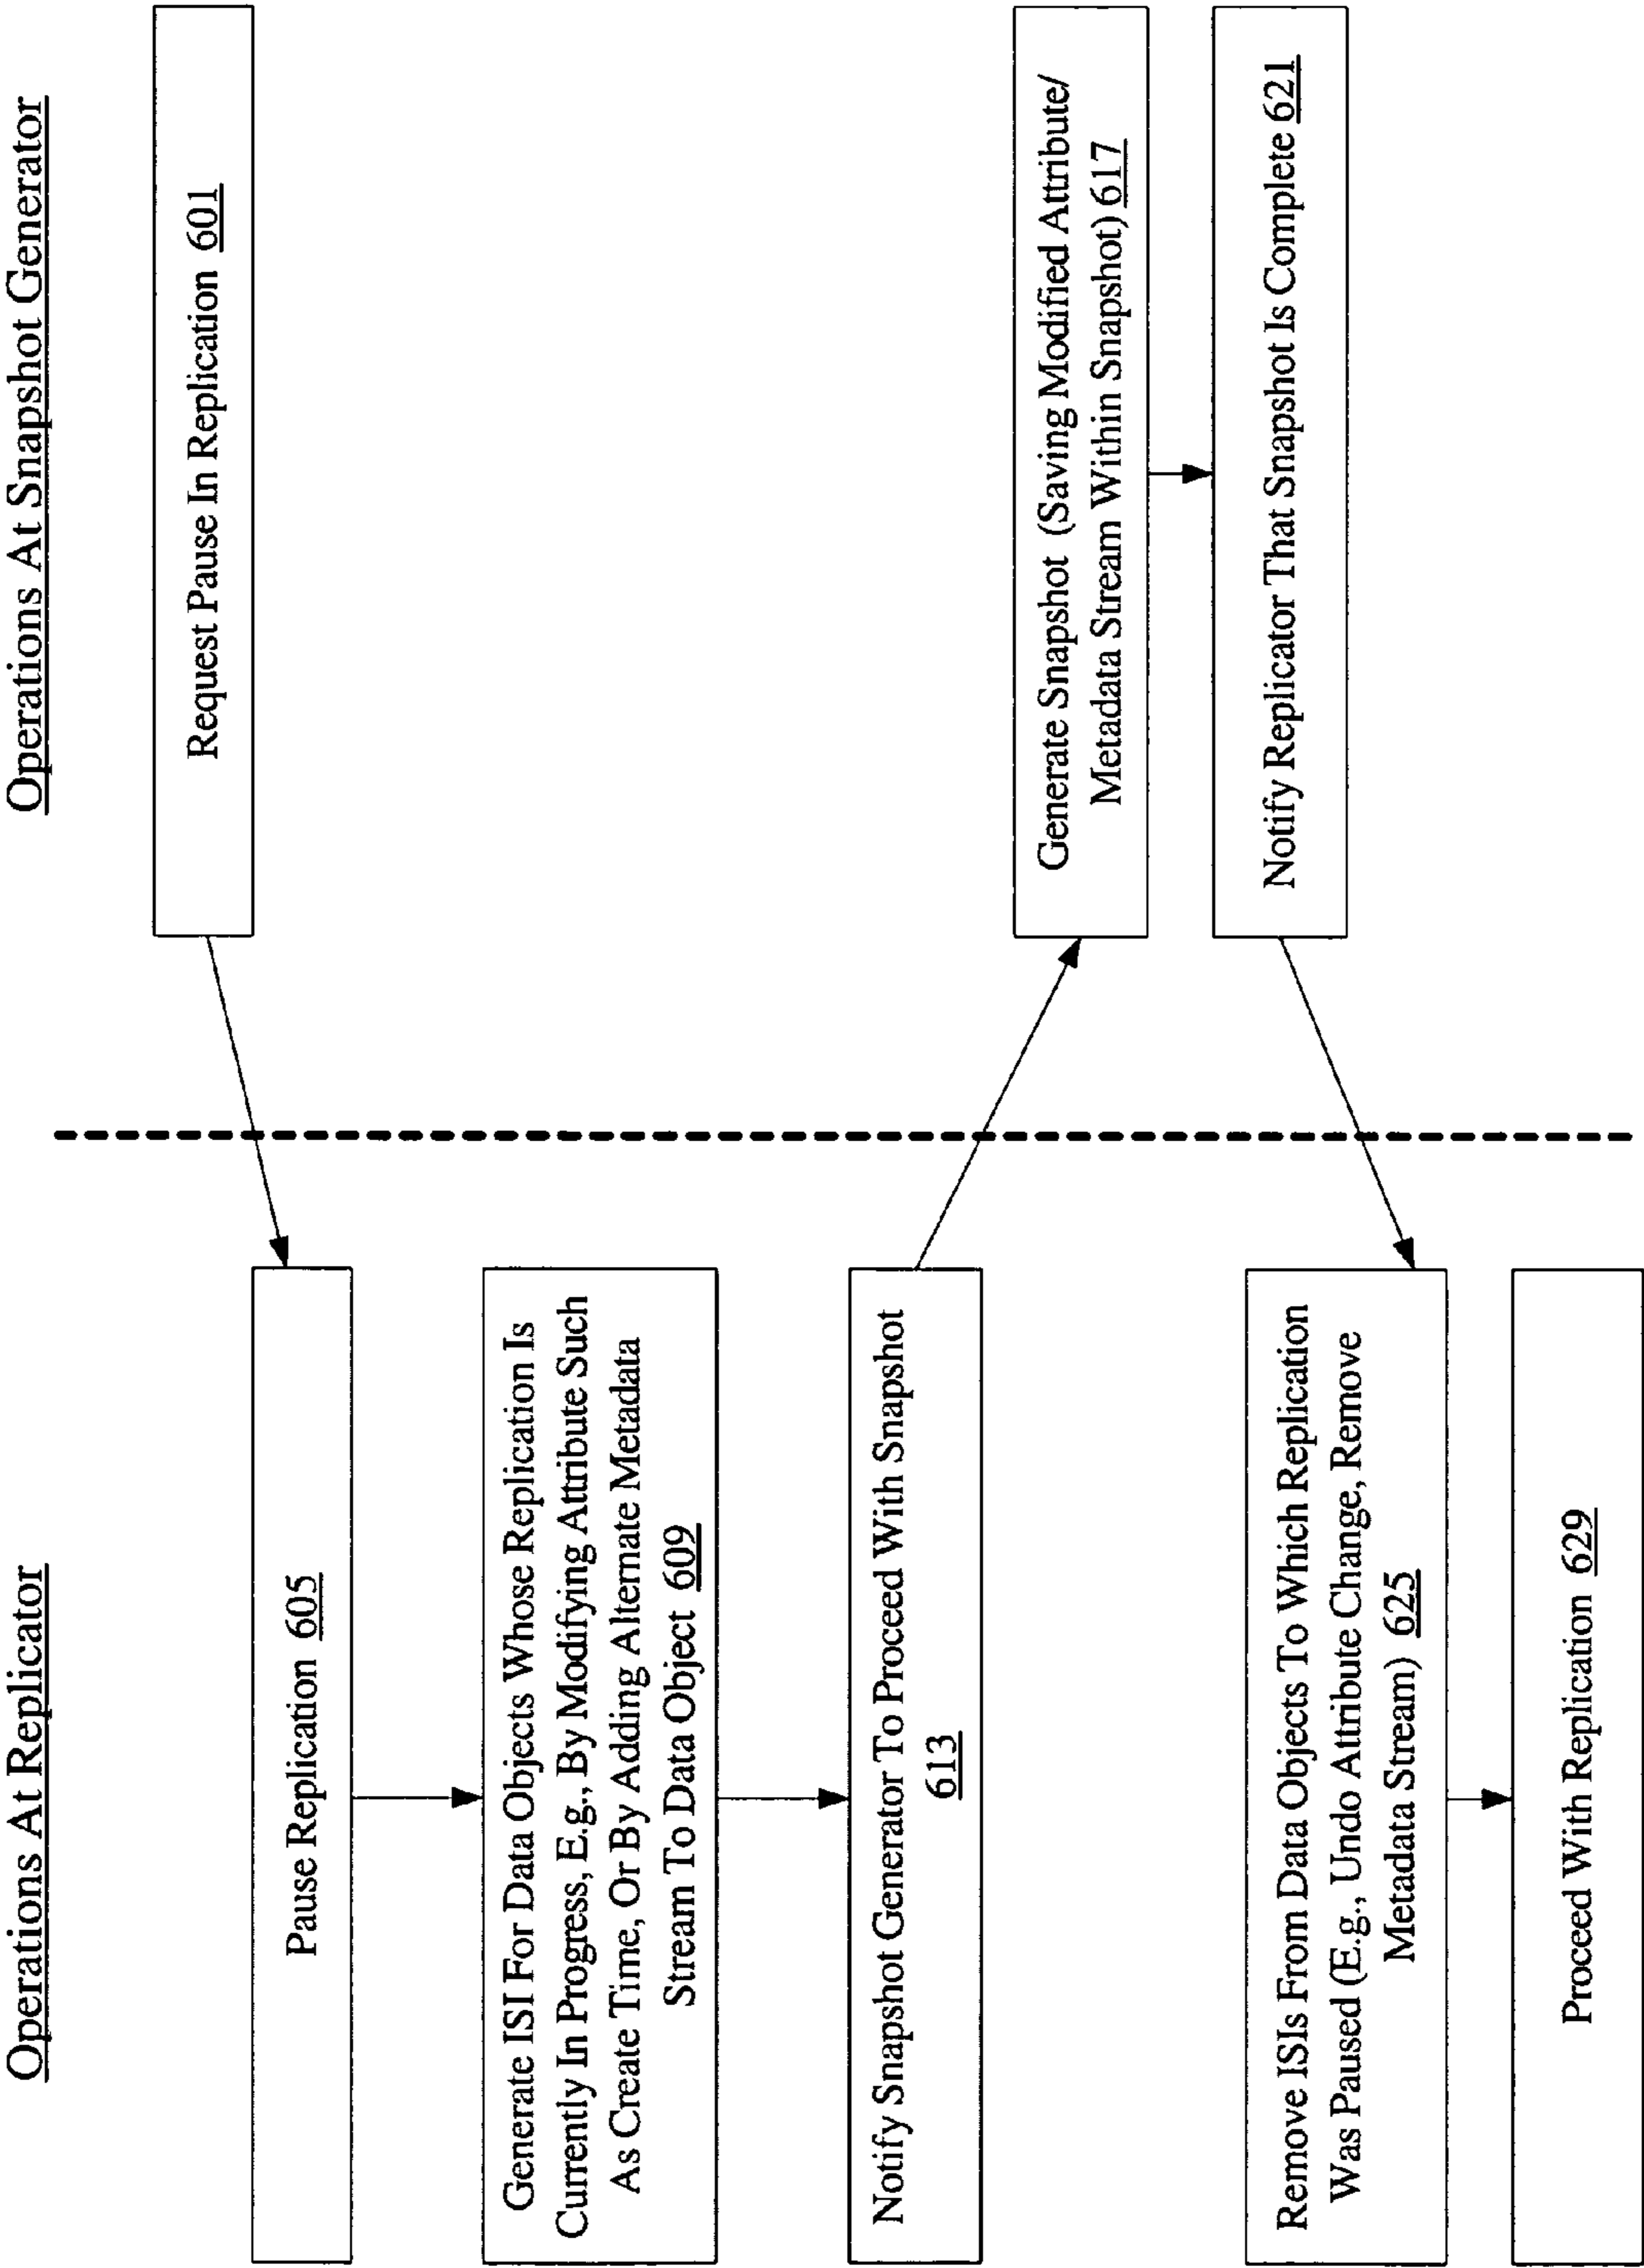 Operations At Replicator
Operations At Snapshot Generator
Request Pause In Replication 601
Pause Replication 605
Generate ISI For Data Objects Whose Replication Is
Currently In Progress, E.g., By Modifying Attribute Such
As Create Time, Or By Adding Alternate Metadata
Stream To Data Object 609
Notify Snapshot Generator To Proceed With Snapshot
613
Generate Snapshot (Saving Modified Attribute/
Metadata Stream Within Snapshot) 617
Notify Replicator That Snapshot Is Complete 621
Remove ISIs From Data Objects To Which Replication
Was Paused (E.g., Undo Attribute Change, Remove
Metadata Stream) 625
Proceed With Replication 629